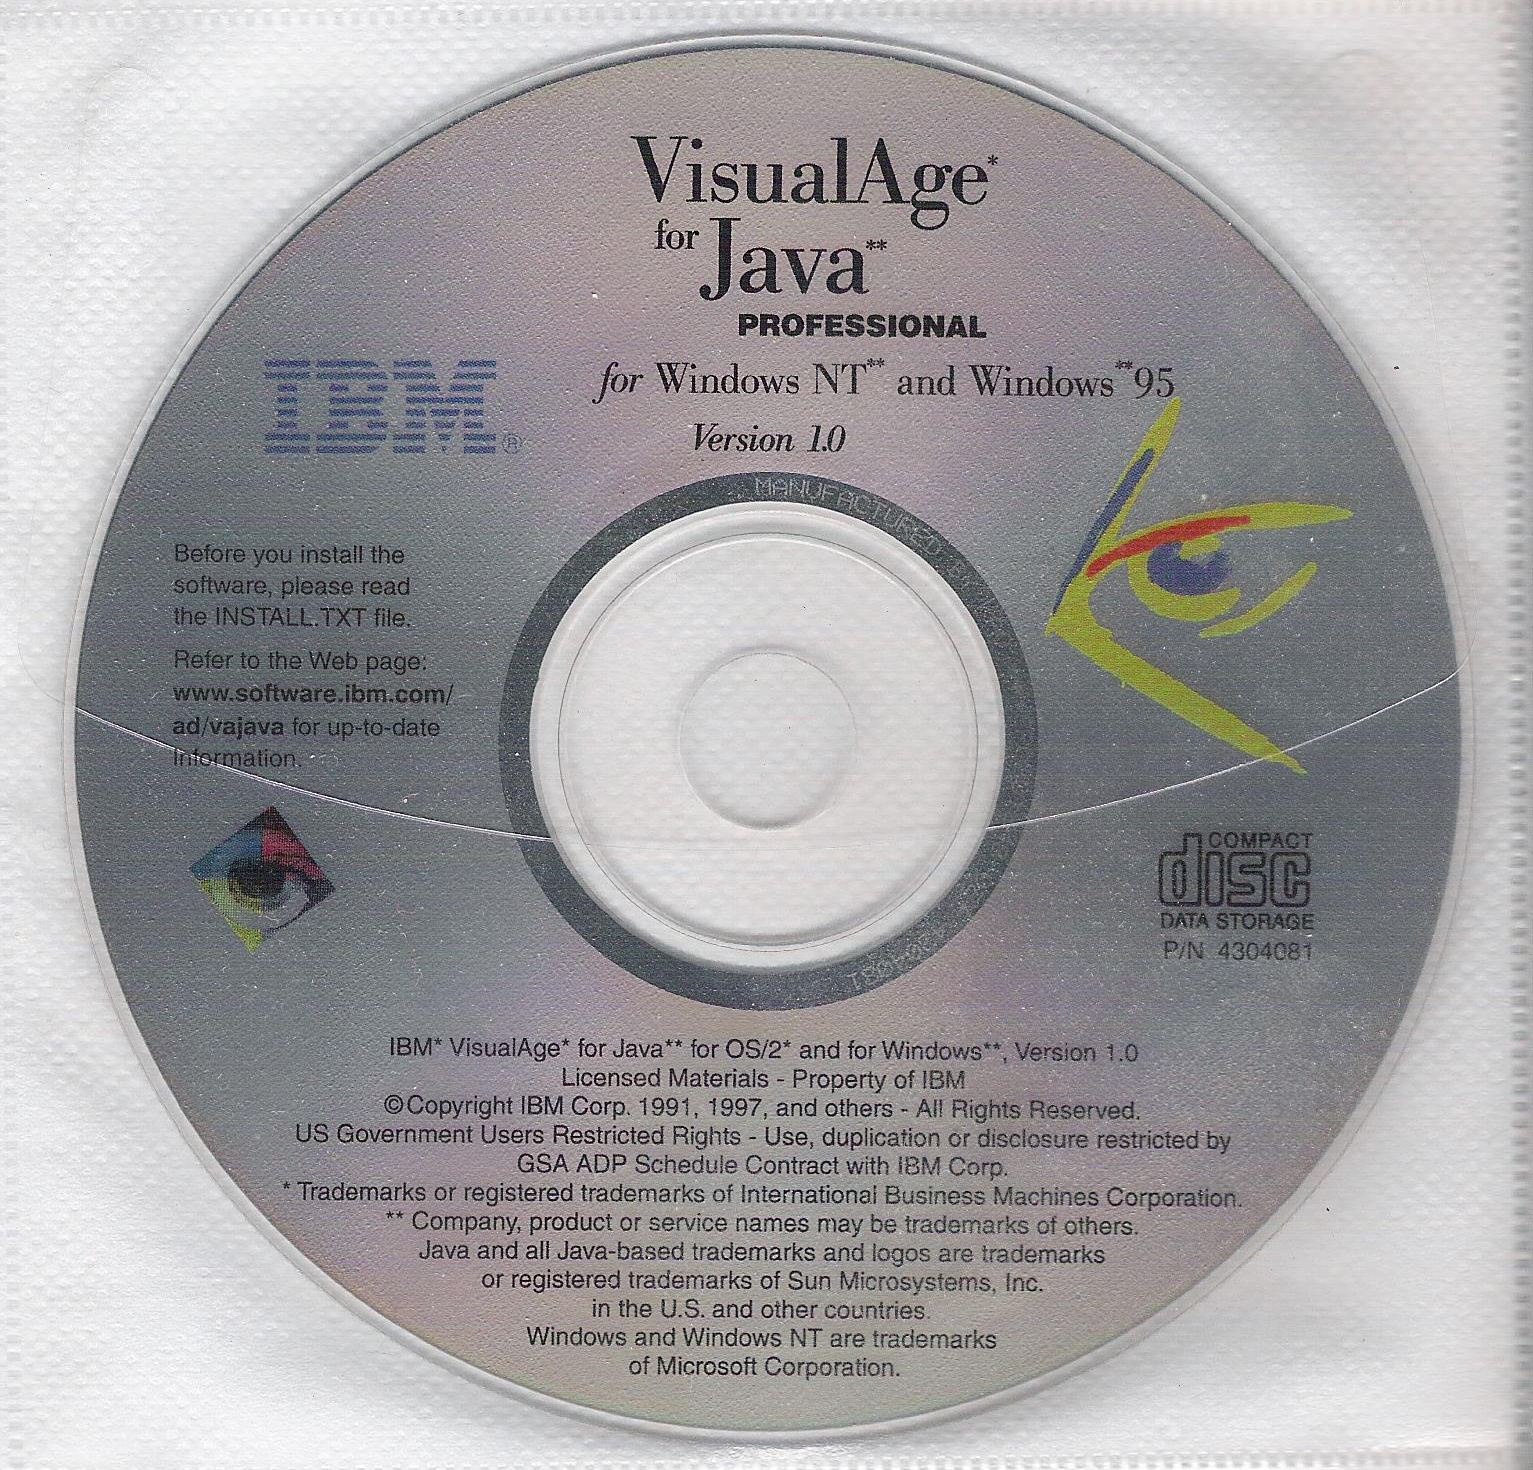 VisualAge*
for Java**
PROFESSIONAL
for Windows NT** and Windows**95
Version 1.0
IBM®
MANUFACTURED
Before you install the
software, please read
the INSTALL.TXT file.
Refer to the Web page:
www.software.ibm.com/
ad/vajava for up-to-date
information.
COMPACT
disc
DATA STORAGE
P/N 4304081
IBM* VisualAge* for Java** for OS/2* and for Windows**, Version 1.0
Licensed Materials - Property of IBM
©Copyright IBM Corp. 1991, 1997, and others - All Rights Reserved.
US Government Users Restricted Rights - Use, duplication or disclosure restricted by
GSA ADP Schedule Contract with IBM Corp.
* Trademarks or registered trademarks of International Business Machines Corporation.
** Company, product or service names may be trademarks of others.
Java and all Java-based trademarks and logos are trademarks
or registered trademarks of Sun Microsystems, Inc.
in the U.S. and other countries.
Windows and Windows NT are trademarks
of Microsoft Corporation.